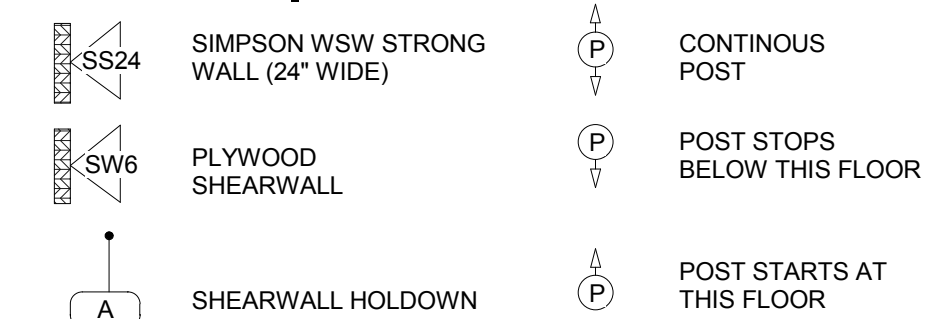 SS24
SIMPSON WSW STRONG
WALL (24" WIDE)
P
CONTINOUS
POST
SW6
PLYWOOD
SHEARWALL
P
POST STOPS
BELOW THIS FLOOR
A
SHEARWALL HOLDOWN
P
POST STARTS AT
THIS FLOOR